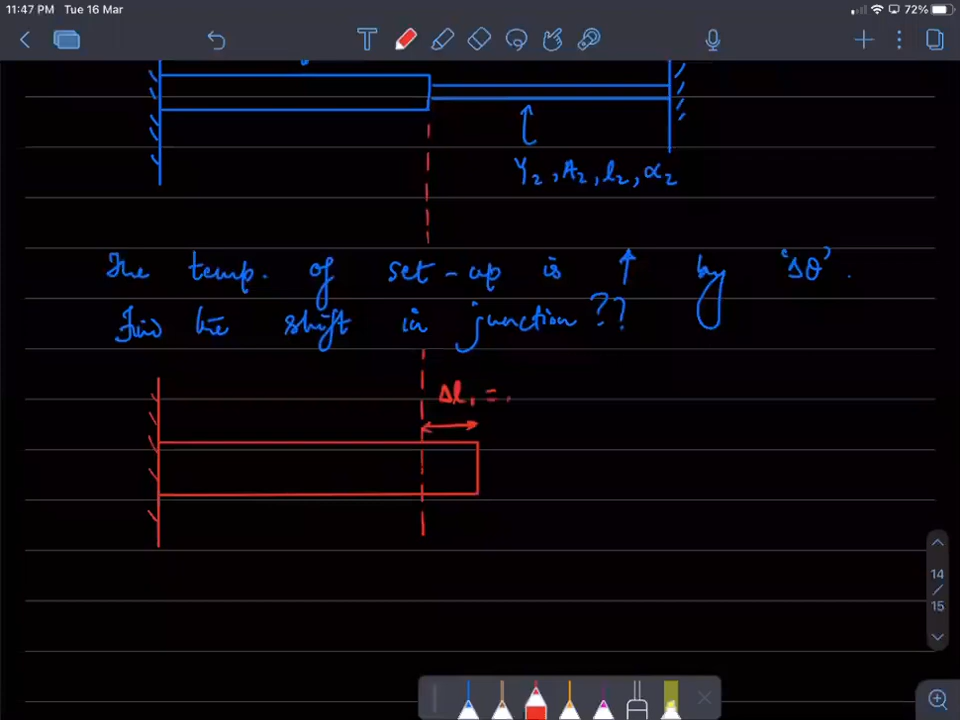 11:47 PM Tue 16 Mar
72%
T
Y₂, A₂, l₂, α₂
The temp. of set-up is ↑ by 'Δθ'.
Find the shift in junction ??
Δl₁ =
14
/
15